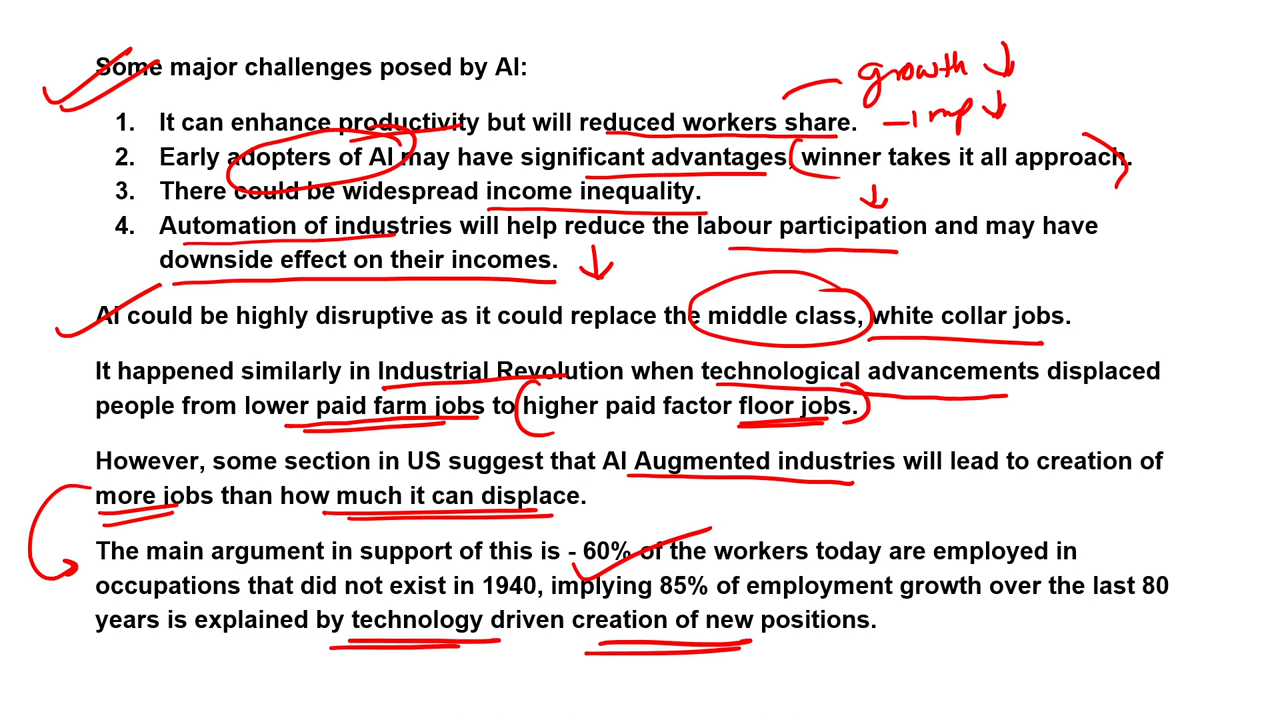 Some major challenges posed by AI:
growth ↓
1. It can enhance productivity but will reduced workers share.
2. Early adopters of AI may have significant advantages, winner takes it all approach.
3. There could be widespread income inequality.
4. Automation of industries will help reduce the labour participation and may have
downside effect on their incomes.
AI could be highly disruptive as it could replace the middle class, white collar jobs.
It happened similarly in Industrial Revolution when technological advancements displaced
people from lower paid farm jobs to higher paid factor floor jobs.
However, some section in US suggest that AI Augmented industries will lead to creation of
more jobs than how much it can displace.
The main argument in support of this is - 60% of the workers today are employed in
occupations that did not exist in 1940, implying 85% of employment growth over the last 80
years is explained by technology driven creation of new positions.